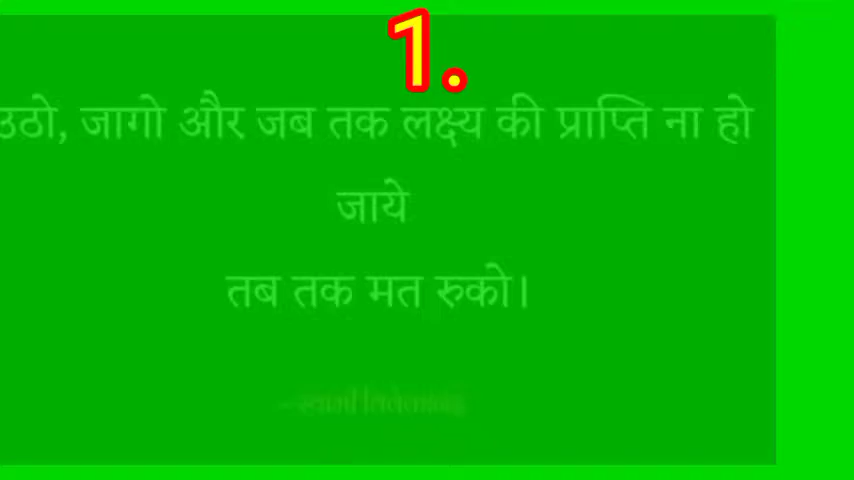 1.
उठो, जागो और जब तक लक्ष्य की प्राप्ति ना हो
जाये
तब तक मत रुको।